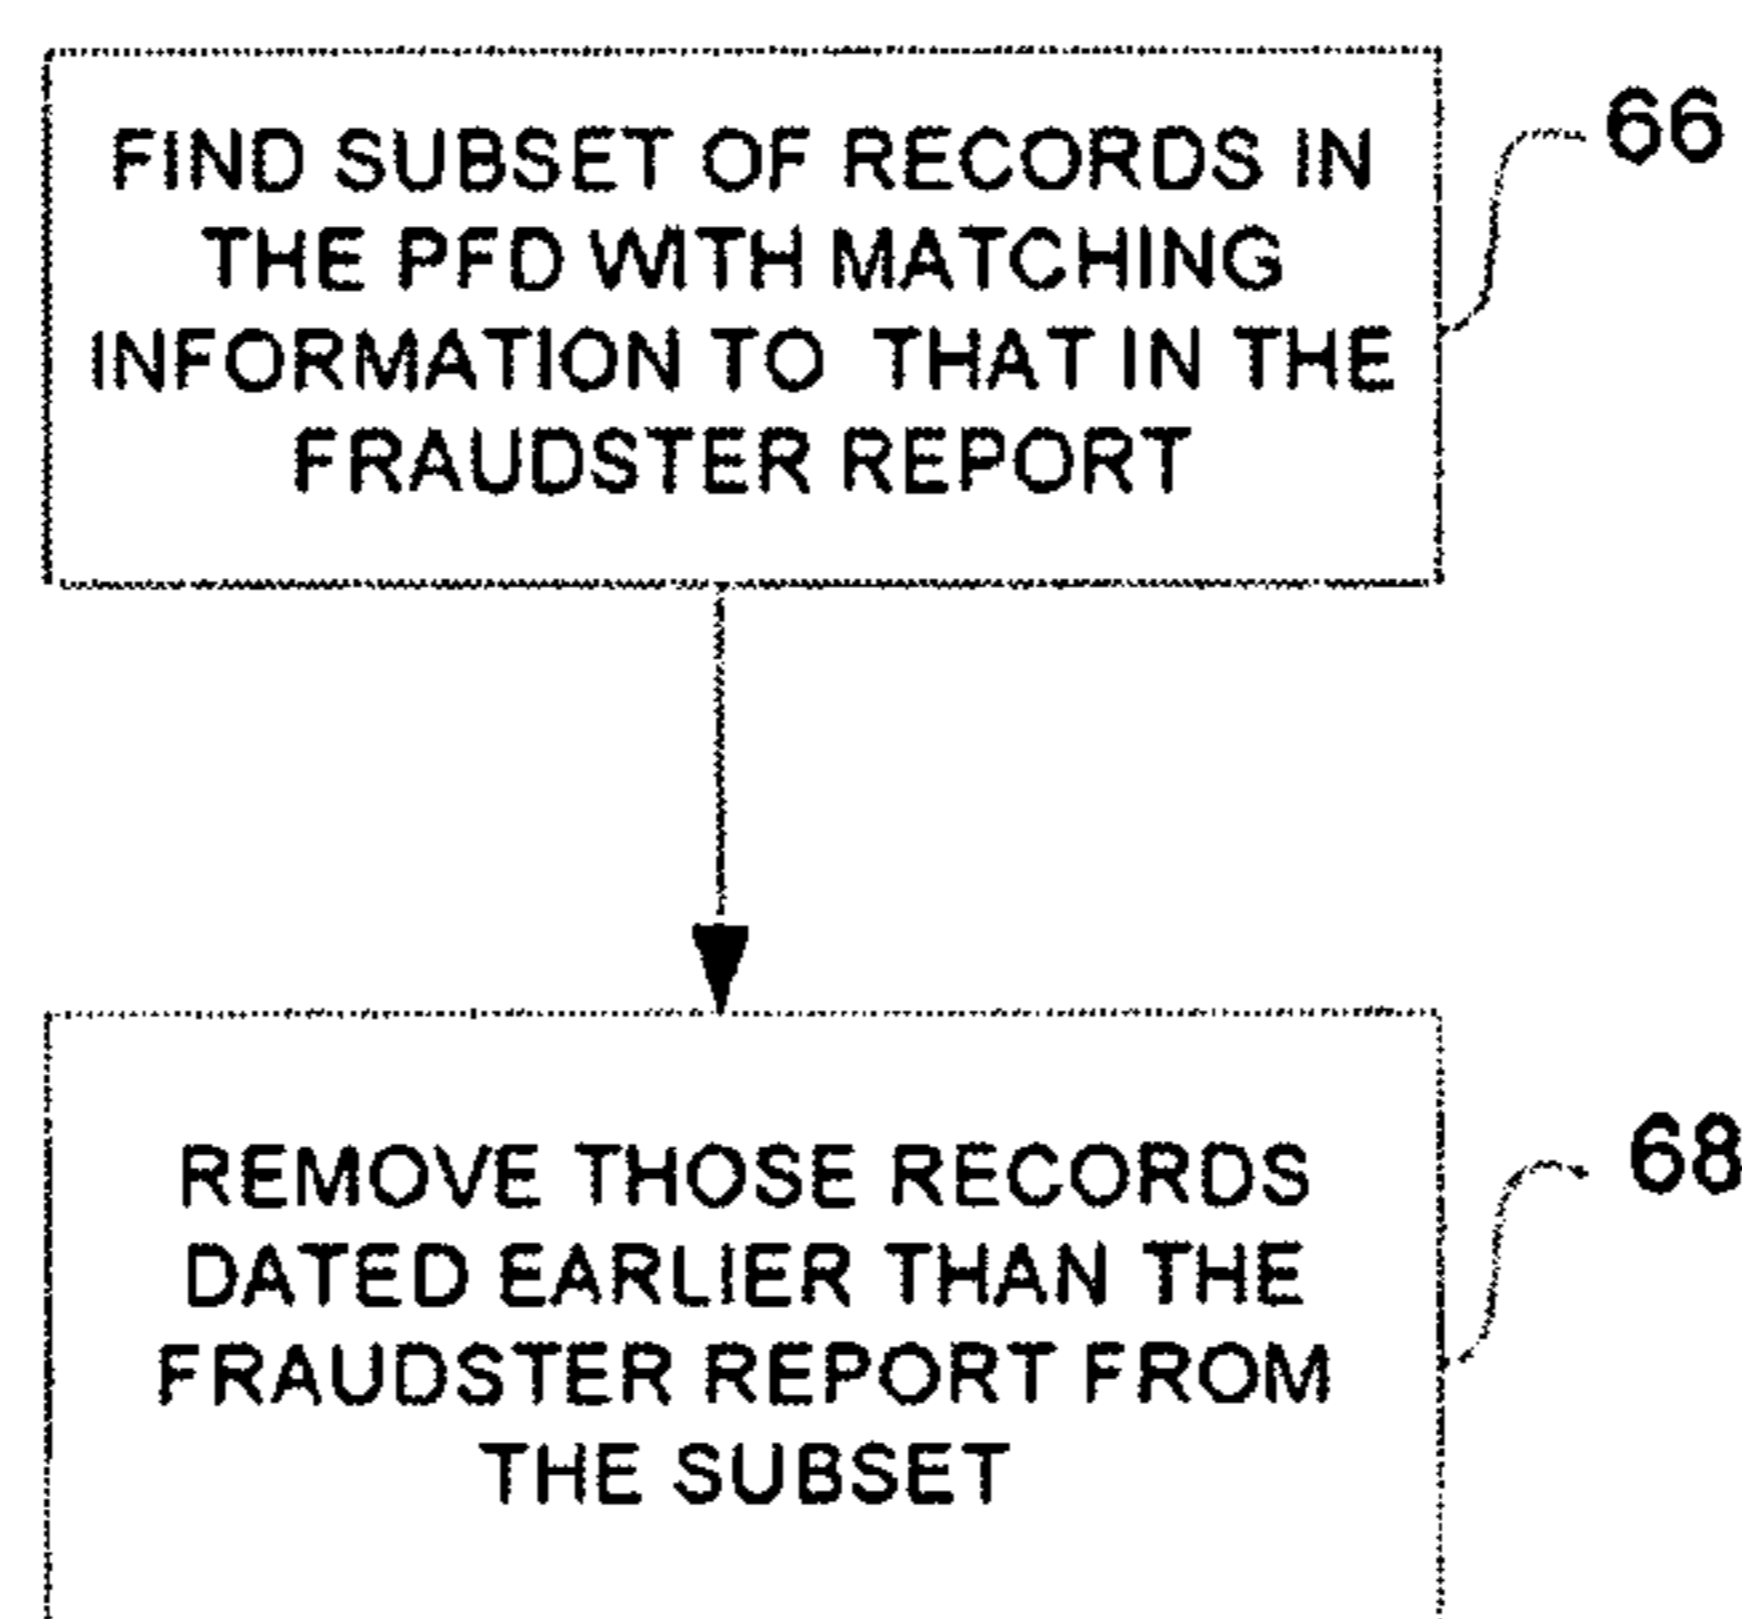 FIND SUBSET OF RECORDS IN
THE PFD WITH MATCHING
INFORMATION TO THAT IN THE
FRAUDSTER REPORT
66
REMOVE THOSE RECORDS
DATED EARLIER THAN THE
FRAUDSTER REPORT FROM
THE SUBSET
68